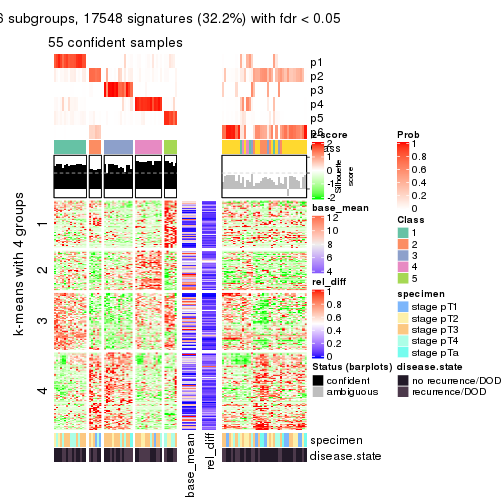 6 subgroups, 17548 signatures (32.2%) with fdr < 0.05
55 confident samples
p1
p2
p3
p4
p5
p6
Class
Silhouette
score
k-means with 4 groups
1
2
3
4
base_mean
rel_diff
specimen
disease.state
z-score
2
1
0
-1
-2
base_mean
12
10
8
6
4
rel_diff
1
0.8
0.6
0.4
0.2
0
Status (barplots)
confident
ambiguous
Prob
1
0.8
0.6
0.4
0.2
0
Class
1
2
3
4
5
specimen
stage pT1
stage pT2
stage pT3
stage pT4
stage pTa
disease.state
no recurrence/DOD
recurrence/DOD